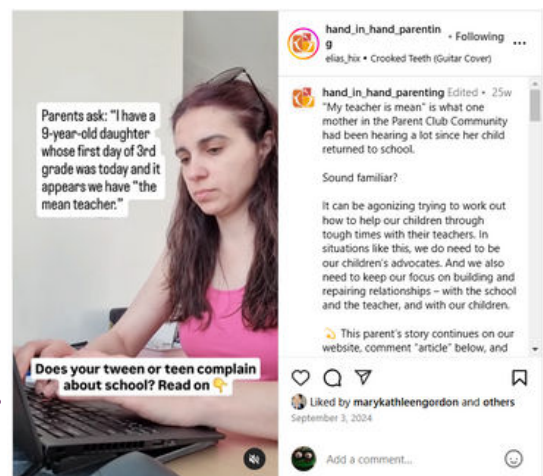 Parents ask: "I have a
9-year-old daughter
whose first day of 3rd
grade was today and it
appears we have "the
mean teacher."
Does your tween or teen complain
about school? Read on 👇
hand_in_hand_parentin
g
• Following
...
elias_hix • Crooked Teeth (Guitar Cover)
hand_in_hand_parenting Edited • 25w
"My teacher is mean" is what one
mother in the Parent Club Community
had been hearing a lot since her child
returned to school.
Sound familiar?
It can be agonizing trying to work out
how to help our children through
tough times with their teachers. In
situations like this, we do need to be
our children's advocates. And we also
need to keep our focus on building and
repairing relationships – with the school
and the teacher, and with our children.
💫 This parent's story continues on our
website, comment "article" below, and
Liked by marykathleengordon and others
September 3, 2024
Add a comment...